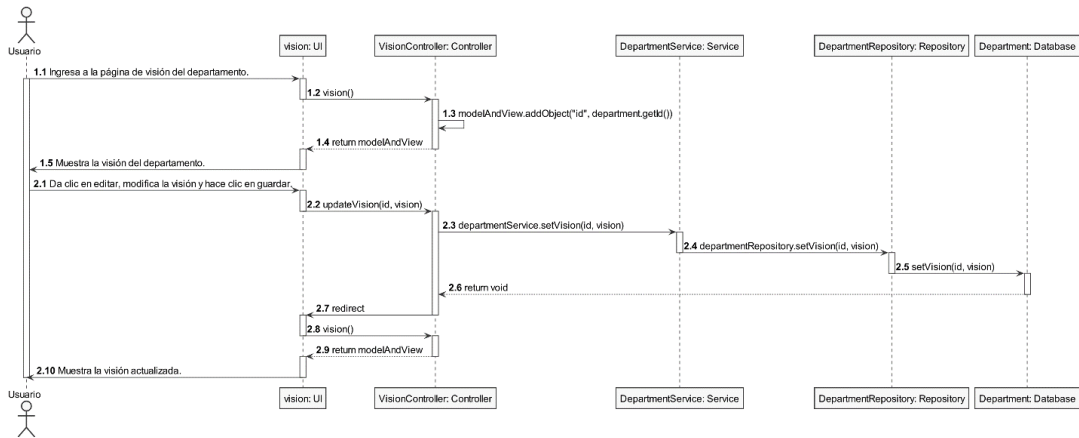 Usuario
vision: UI
VisionController: Controller
DepartmentService: Service
DepartmentRepository: Repository
Department: Database
1.1 Ingresa a la página de visión del departamento.
1.2 vision()
1.3 modelAndView.addObject("id", department.getId())
1.4 return modelAndView
1.5 Muestra la visión del departamento.
2.1 Da clic en editar, modifica la visión y hace clic en guardar.
2.2 updateVision(id, vision)
2.3 departmentService.setVision(id, vision)
2.4 departmentRepository.setVision(id, vision)
2.5 setVision(id, vision)
2.6 return void
2.7 redirect
2.8 vision()
2.9 return modelAndView
2.10 Muestra la visión actualizada.
Usuario
vision: UI
VisionController: Controller
DepartmentService: Service
DepartmentRepository: Repository
Department: Database